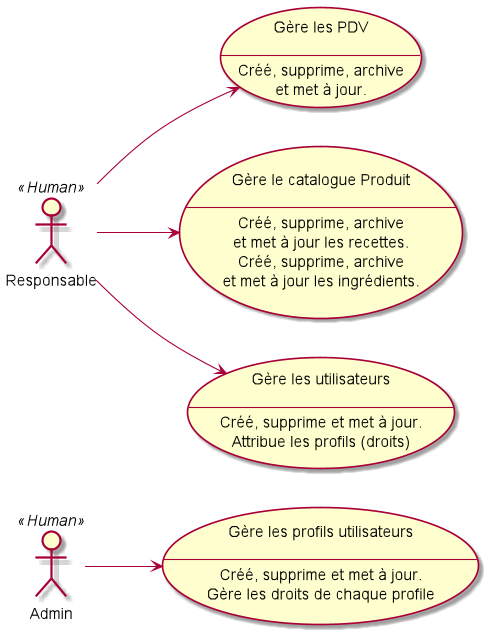 Gère les PDV
Créé, supprime, archive
et met à jour.
«Human»
Responsable
Gère le catalogue Produit
Créé, supprime, archive
et met à jour les recettes.
Créé, supprime, archive
et met à jour les ingrédients.
Gère les utilisateurs
Créé, supprime et met à jour.
Attribue les profils (droits)
«Human»
Admin
Gère les profils utilisateurs
Créé, supprime et met à jour.
Gère les droits de chaque profile